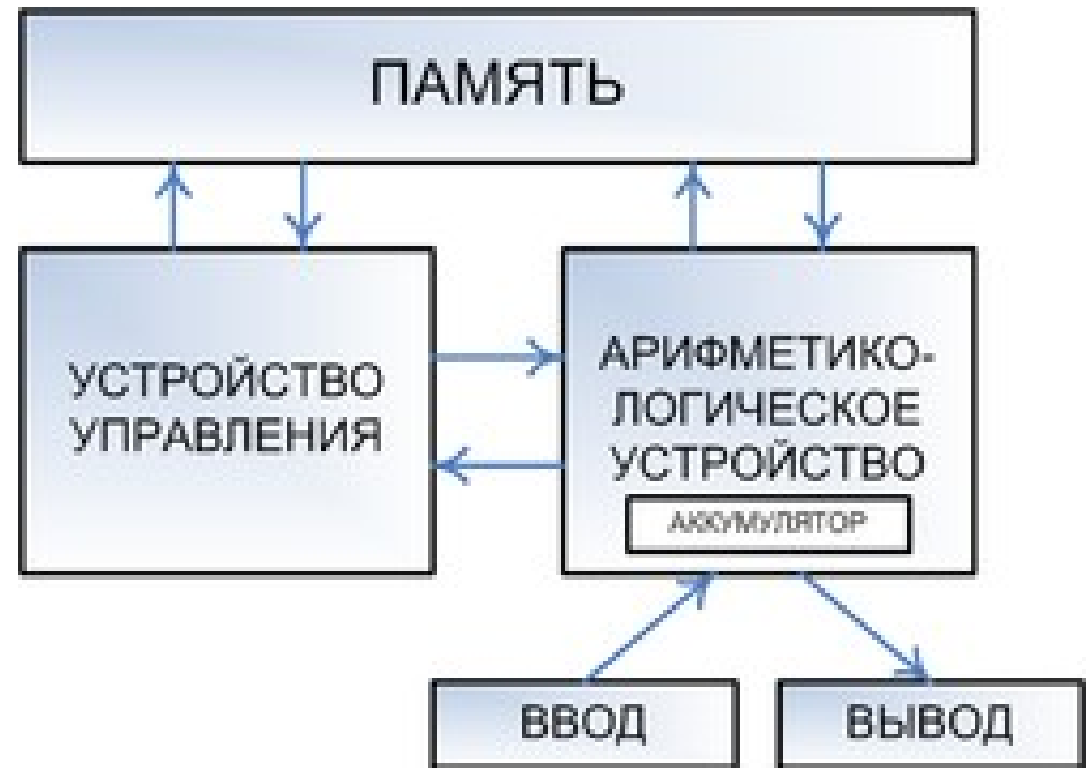 ПАМЯТЬ
УСТРОЙСТВО
УПРАВЛЕНИЯ
АРИФМЕТИКО-
ЛОГИЧЕСКОЕ
УСТРОЙСТВО
АККУМУЛЯТОР
ВВОД
ВЫВОД